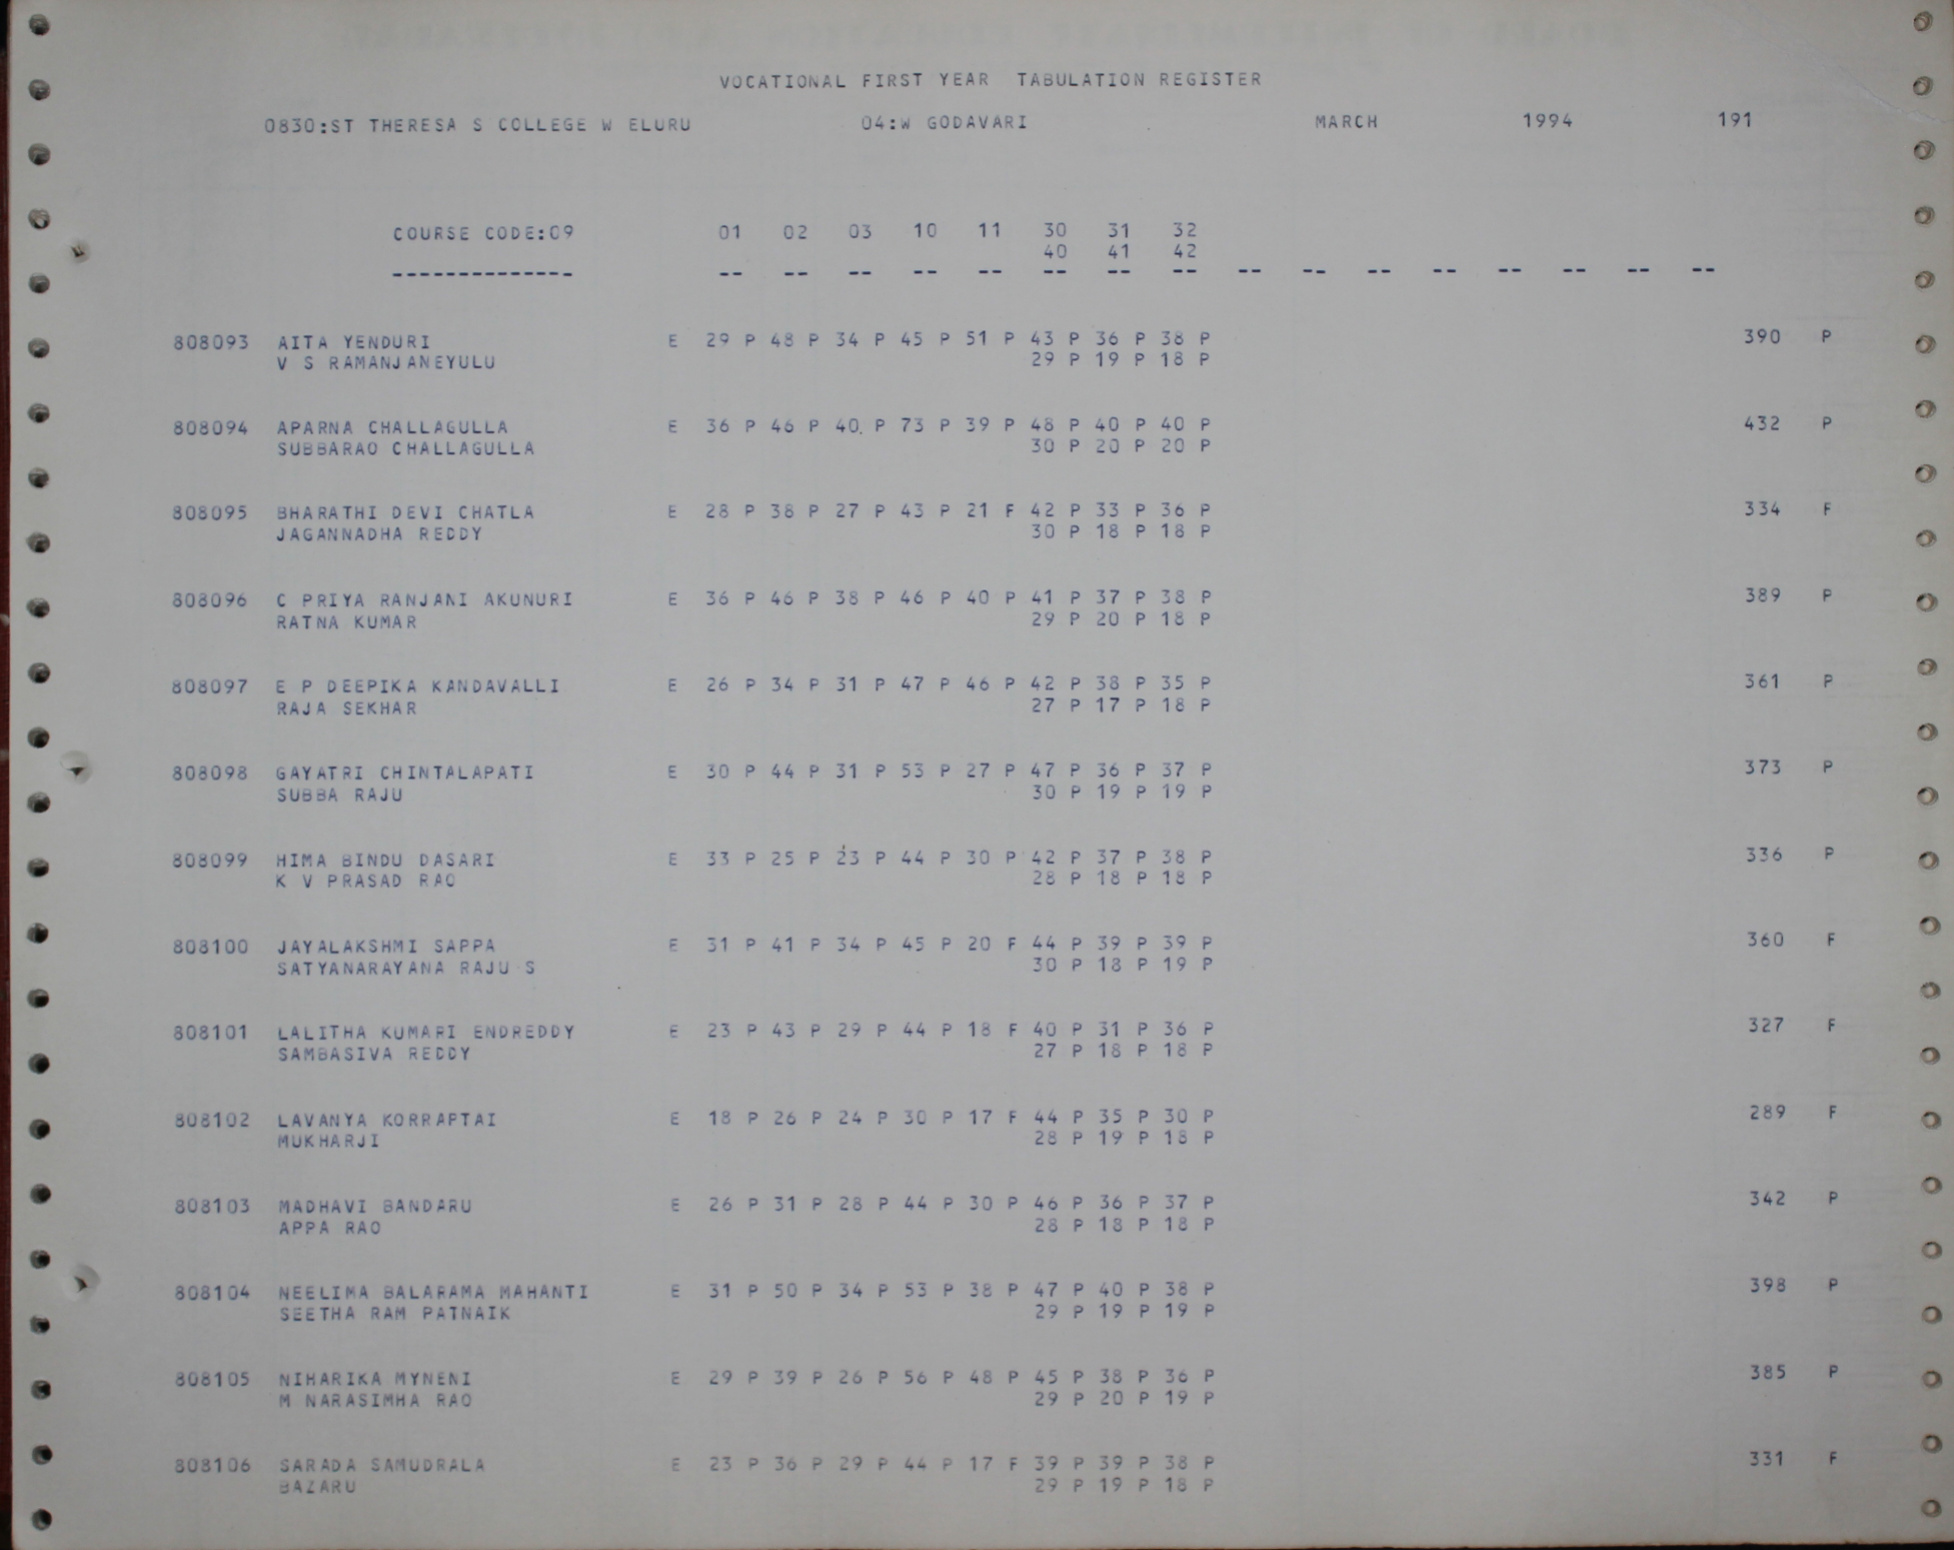 VOCATIONAL FIRST YEAR TABULATION REGISTER
0830:ST THERESA S COLLEGE W ELURU 04:W GODAVARI MARCH 1994 191
COURSE CODE:09 01 02 03 10 11 30 31 32
40 41 42
-------------- -- -- -- -- -- -- -- -- -- -- -- -- -- -- -- --
808093 AITA YENDURI E 29 P 48 P 34 P 45 P 51 P 43 P 36 P 38 P 390 P
V S RAMANJANEYULU 29 P 19 P 18 P
808094 APARNA CHALLAGULLA E 36 P 46 P 40 P 73 P 39 P 48 P 40 P 40 P 432 P
SUBBARAO CHALLAGULLA 30 P 20 P 20 P
808095 BHARATHI DEVI CHATLA E 28 P 38 P 27 P 43 P 21 F 42 P 33 P 36 P 334 F
JAGANNADHA REDDY 30 P 18 P 18 P
808096 C PRIYA RANJANI AKUNURI E 36 P 46 P 38 P 46 P 40 P 41 P 37 P 38 P 389 P
RATNA KUMAR 29 P 20 P 18 P
808097 E P DEEPIKA KANDAVALLI E 26 P 34 P 31 P 47 P 46 P 42 P 38 P 35 P 361 P
RAJA SEKHAR 27 P 17 P 18 P
808098 GAYATRI CHINTALAPATI E 30 P 44 P 31 P 53 P 27 P 47 P 36 P 37 P 373 P
SUBBA RAJU 30 P 19 P 19 P
808099 HIMA BINDU DASARI E 33 P 25 P 23 P 44 P 30 P 42 P 37 P 38 P 336 P
K V PRASAD RAO 28 P 18 P 18 P
808100 JAYALAKSHMI SAPPA E 31 P 41 P 34 P 45 P 20 F 44 P 39 P 39 P 360 F
SATYANARAYANA RAJU S 30 P 18 P 19 P
808101 LALITHA KUMARI ENDREDDY E 23 P 43 P 29 P 44 P 18 F 40 P 31 P 36 P 327 F
SAMBASIVA REDDY 27 P 18 P 18 P
808102 LAVANYA KORRAPTAI E 18 P 26 P 24 P 30 P 17 F 44 P 35 P 30 P 289 F
MUKHARJI 28 P 19 P 18 P
808103 MADHAVI BANDARU E 26 P 31 P 28 P 44 P 30 P 46 P 36 P 37 P 342 P
APPA RAO 28 P 18 P 18 P
808104 NEELIMA BALARAMA MAHANTI E 31 P 50 P 34 P 53 P 38 P 47 P 40 P 38 P 398 P
SEETHA RAM PATNAIK 29 P 19 P 19 P
808105 NIHARIKA MYNENI E 29 P 39 P 26 P 56 P 48 P 45 P 38 P 36 P 385 P
M NARASIMHA RAO 29 P 20 P 19 P
808106 SARADA SAMUDRALA E 23 P 36 P 29 P 44 P 17 F 39 P 39 P 38 P 331 F
BAZARU 29 P 19 P 18 P